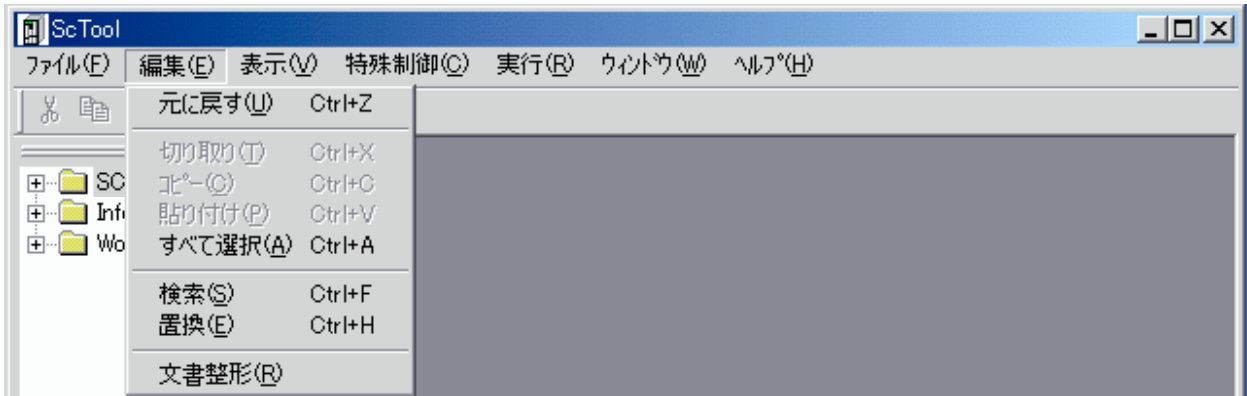 ScTool
ﾌｧｲﾙ(F) 編集(E) 表示(V) 特殊制御(C) 実行(R) ｳｨﾝﾄﾞｳ(W) ﾍﾙﾌﾟ(H)
元に戻す(U) Ctrl+Z
切り取り(T) Ctrl+X
SC ｺﾋﾟｰ(C) Ctrl+C
Info 貼り付け(P) Ctrl+V
Wo すべて選択(A) Ctrl+A
検索(S) Ctrl+F
置換(E) Ctrl+H
文書整形(R)